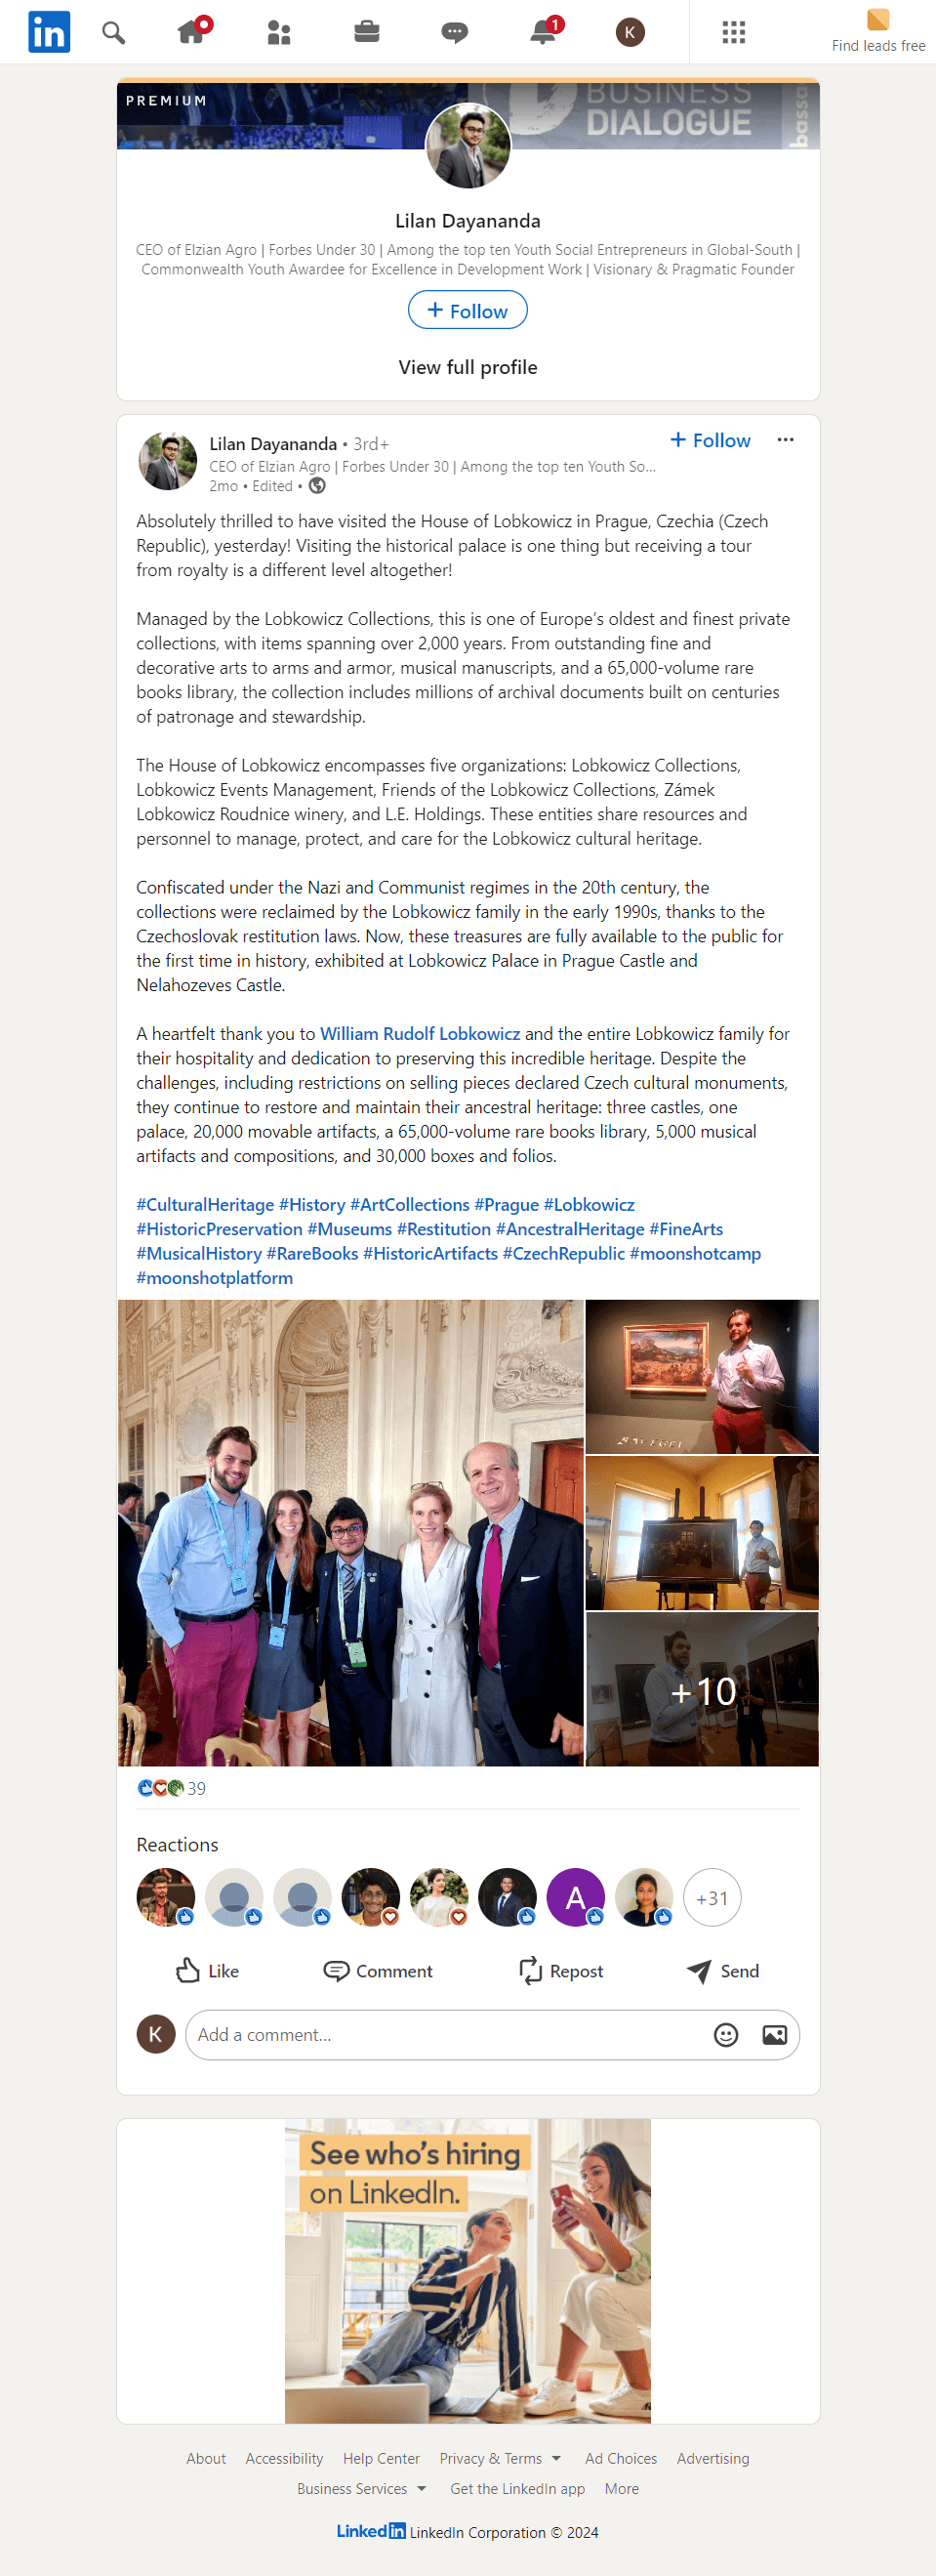 in
1
K
Find leads free
PREMIUM
BUSINESS
DIALOGUE
bassa
Lilan Dayananda
CEO of Elzian Agro | Forbes Under 30 | Among the top ten Youth Social Entrepreneurs in Global-South |
Commonwealth Youth Awardee for Excellence in Development Work | Visionary & Pragmatic Founder
+ Follow
View full profile
Lilan Dayananda • 3rd+
+ Follow
CEO of Elzian Agro | Forbes Under 30 | Among the top ten Youth So...
2mo • Edited •
Absolutely thrilled to have visited the House of Lobkowicz in Prague, Czechia (Czech
Republic), yesterday! Visiting the historical palace is one thing but receiving a tour
from royalty is a different level altogether!
Managed by the Lobkowicz Collections, this is one of Europe’s oldest and finest private
collections, with items spanning over 2,000 years. From outstanding fine and
decorative arts to arms and armor, musical manuscripts, and a 65,000-volume rare
books library, the collection includes millions of archival documents built on centuries
of patronage and stewardship.
The House of Lobkowicz encompasses five organizations: Lobkowicz Collections,
Lobkowicz Events Management, Friends of the Lobkowicz Collections, Zámek
Lobkowicz Roudnice winery, and L.E. Holdings. These entities share resources and
personnel to manage, protect, and care for the Lobkowicz cultural heritage.
Confiscated under the Nazi and Communist regimes in the 20th century, the
collections were reclaimed by the Lobkowicz family in the early 1990s, thanks to the
Czechoslovak restitution laws. Now, these treasures are fully available to the public for
the first time in history, exhibited at Lobkowicz Palace in Prague Castle and
Nelahozeves Castle.
A heartfelt thank you to William Rudolf Lobkowicz and the entire Lobkowicz family for
their hospitality and dedication to preserving this incredible heritage. Despite the
challenges, including restrictions on selling pieces declared Czech cultural monuments,
they continue to restore and maintain their ancestral heritage: three castles, one
palace, 20,000 movable artifacts, a 65,000-volume rare books library, 5,000 musical
artifacts and compositions, and 30,000 boxes and folios.
#CulturalHeritage #History #ArtCollections #Prague #Lobkowicz
#HistoricPreservation #Museums #Restitution #AncestralHeritage #FineArts
#MusicalHistory #RareBooks #HistoricArtifacts #CzechRepublic #moonshotcamp
#moonshotplatform
+10
39
Reactions
A
+31
Like
Comment
Repost
Send
K
Add a comment...
See who’s hiring
on LinkedIn.
About Accessibility Help Center Privacy & Terms Ad Choices Advertising
Business Services Get the LinkedIn app More
LinkedIn LinkedIn Corporation © 2024